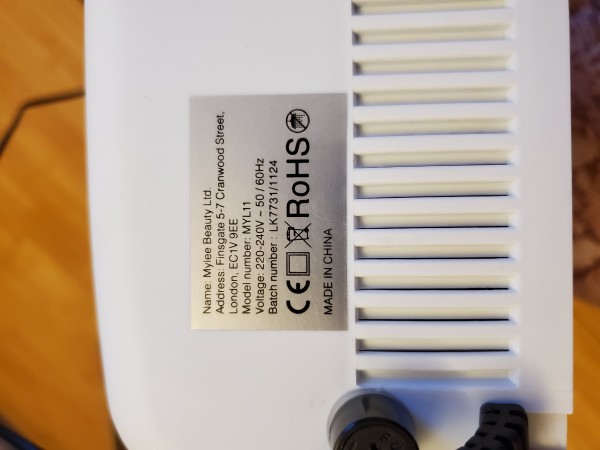 Name: Mylee Beauty Ltd.
Address: Finsgate 5-7 Cranwood Street,
London, EC1V 9EE
Model number: MYL11
Voltage: 220-240V ~ 50 / 60Hz
Batch number : LK7731/1124
CE RoHS
MADE IN CHINA